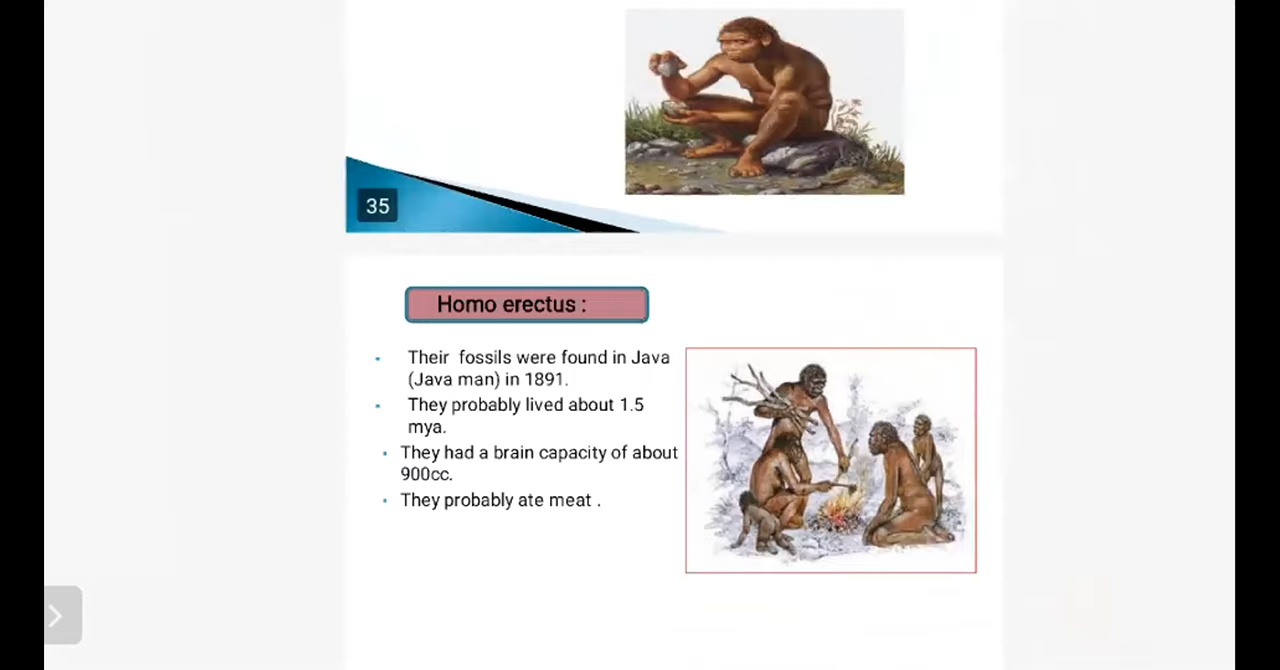 35
Homo erectus :
Their fossils were found in Java
(Java man) in 1891.
They probably lived about 1.5
mya.
They had a brain capacity of about
900cc.
They probably ate meat .